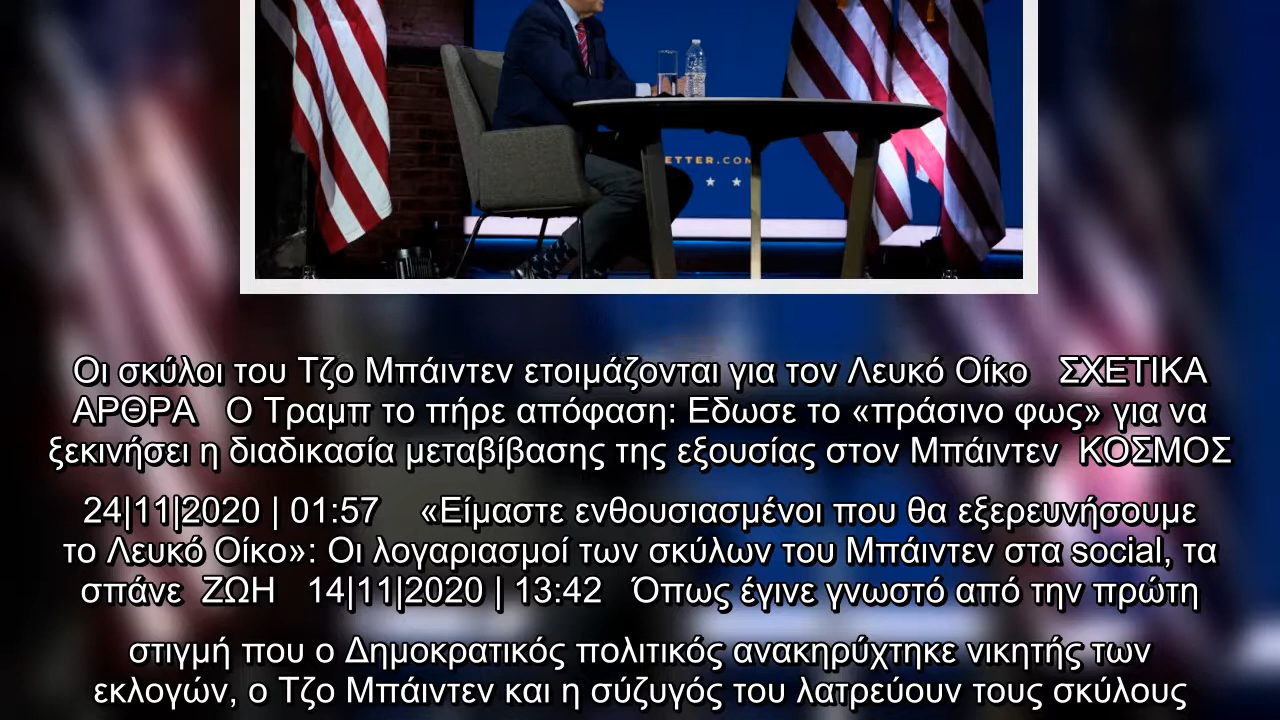 ETTER.COM
Οι σκύλοι του Τζο Μπάιντεν ετοιμάζονται για τον Λευκό Οίκο ΣΧΕΤΙΚΑ
ΑΡΘΡΑ Ο Τραμπ το πήρε απόφαση: Εδωσε το «πράσινο φως» για να
ξεκινήσει η διαδικασία μεταβίβασης της εξουσίας στον Μπάιντεν ΚΟΣΜΟΣ
24|11|2020 | 01:57 «Είμαστε ενθουσιασμένοι που θα εξερευνήσουμε
το Λευκό Οίκο»: Οι λογαριασμοί των σκύλων του Μπάιντεν στα social, τα
σπάνε ΖΩΗ 14|11|2020 | 13:42 Όπως έγινε γνωστό από την πρώτη
στιγμή που ο Δημοκρατικός πολιτικός ανακηρύχτηκε νικητής των
εκλογών, ο Τζο Μπάιντεν και η σύζυγός του λατρεύουν τους σκύλους